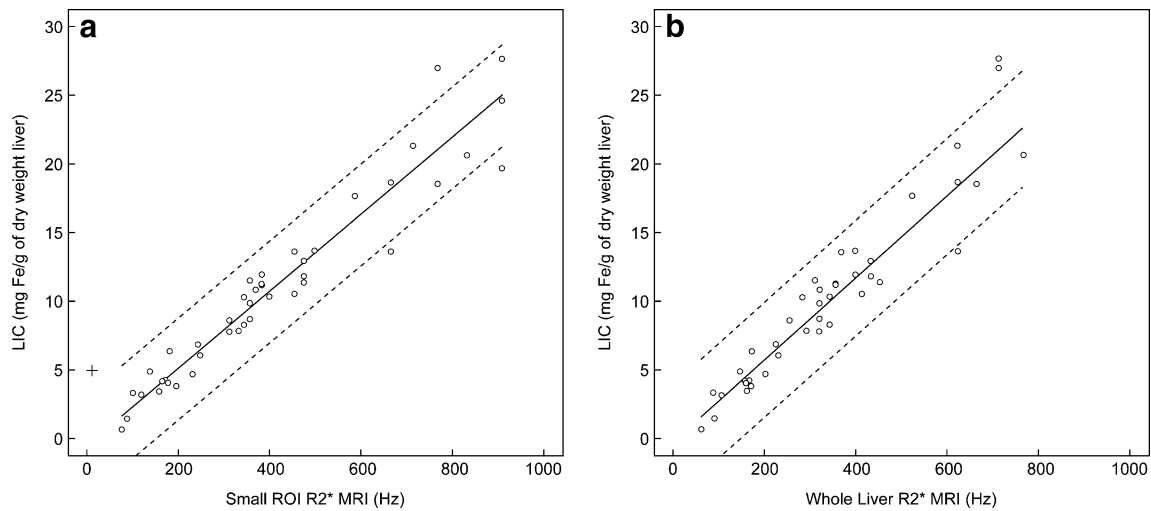 a
30
25
20
15
10
5
0
LIC (mg Fe/g of dry weight liver)
0 200 400 600 800 1000
Small ROI R2* MRI (Hz)
b
30
25
20
15
10
5
0
LIC (mg Fe/g of dry weight liver)
0 200 400 600 800 1000
Whole Liver R2* MRI (Hz)